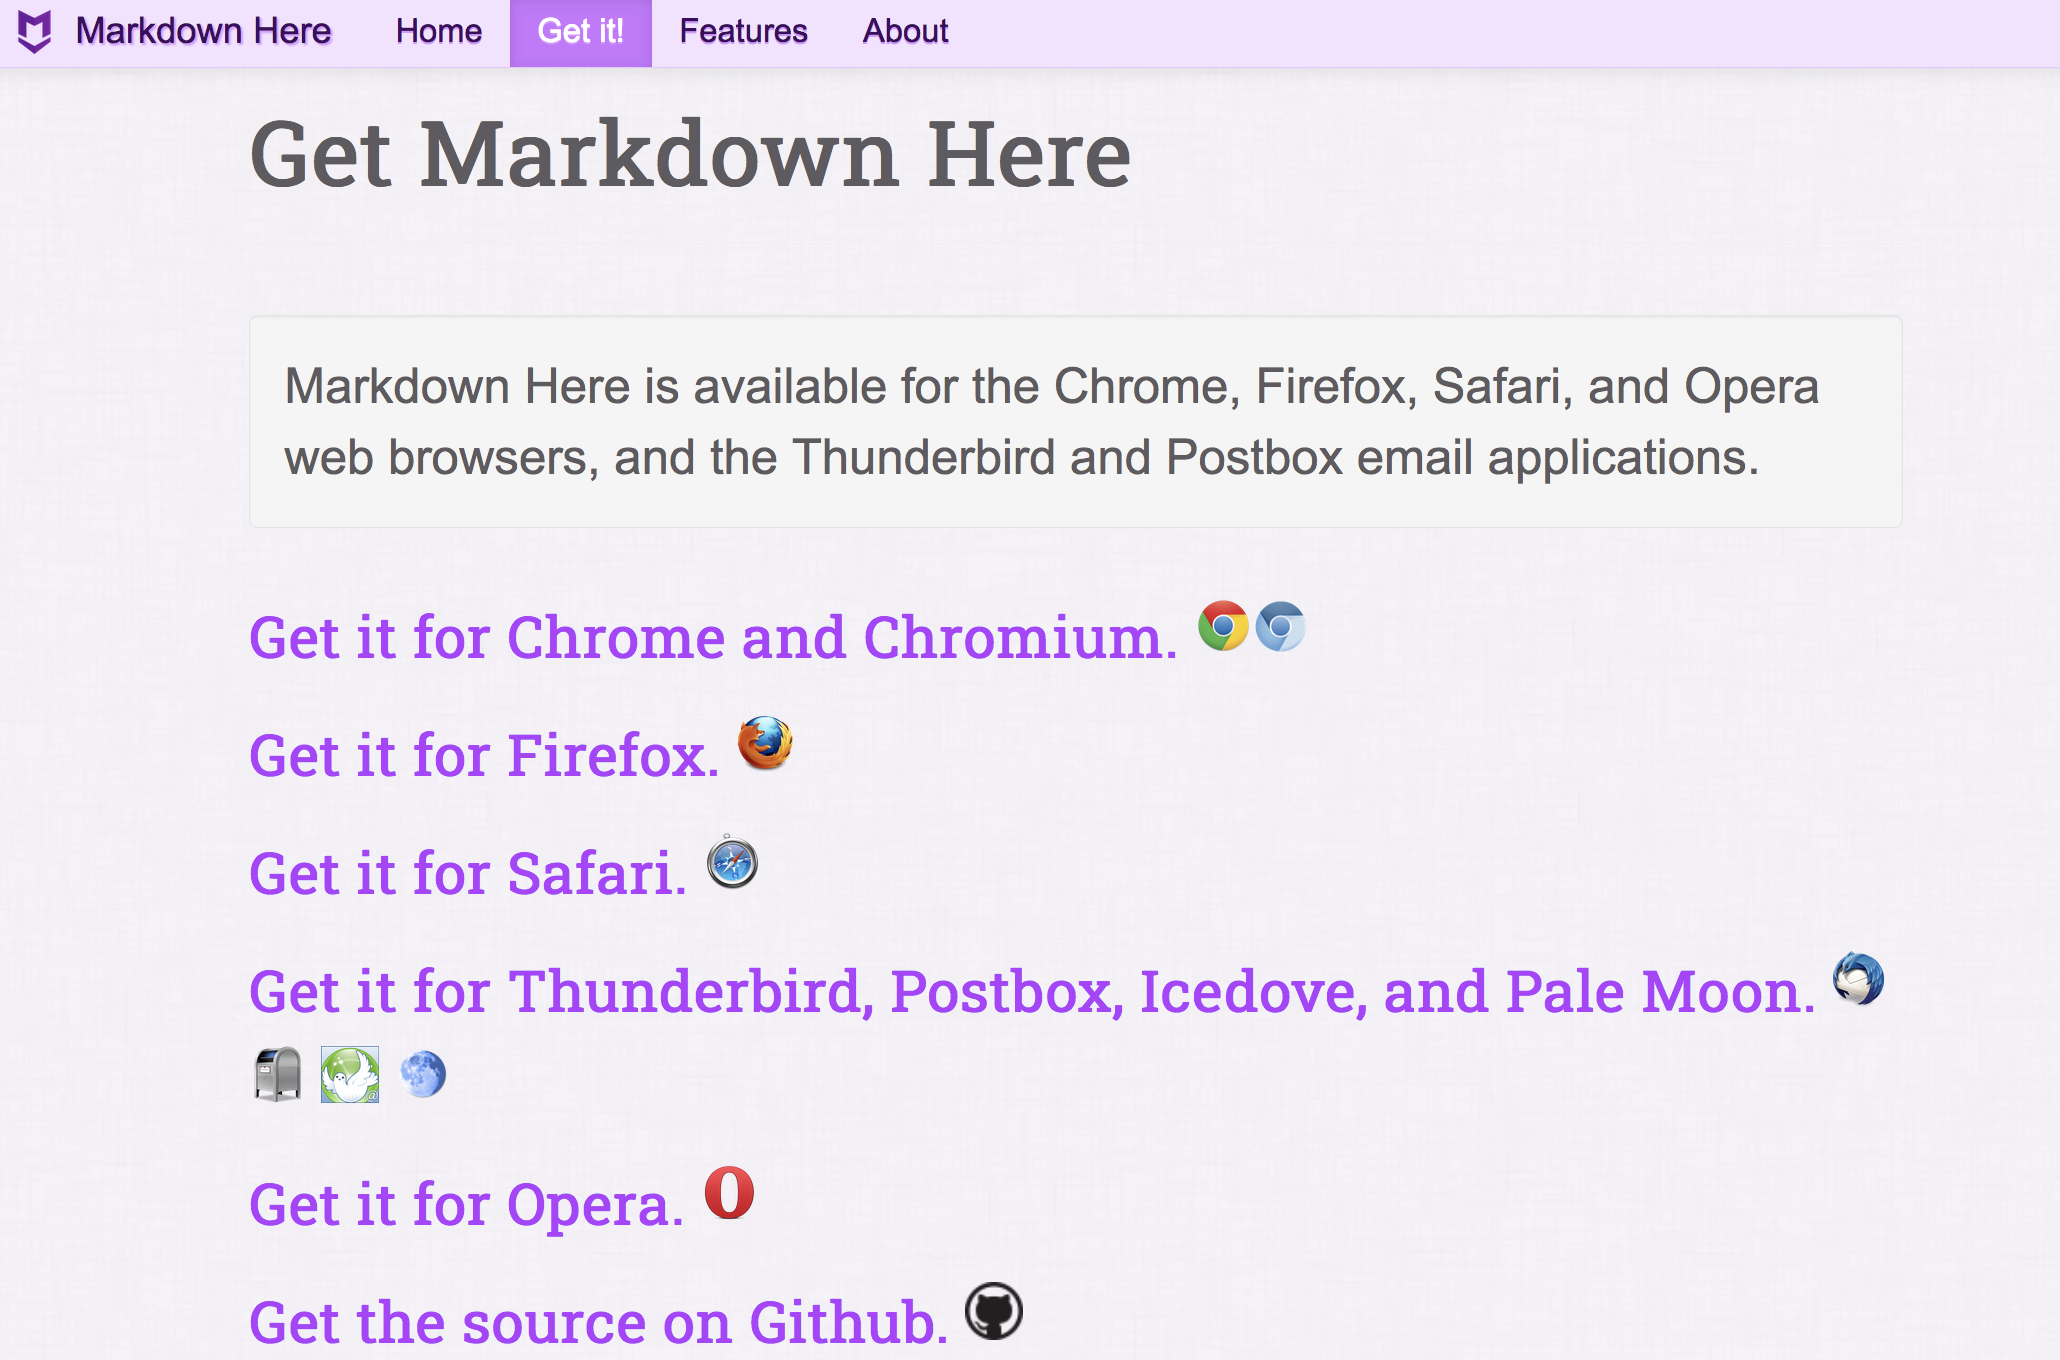 Markdown Here Home Get it! Features About
Get Markdown Here
Markdown Here is available for the Chrome, Firefox, Safari, and Opera
web browsers, and the Thunderbird and Postbox email applications.
Get it for Chrome and Chromium.
Get it for Firefox.
Get it for Safari.
Get it for Thunderbird, Postbox, Icedove, and Pale Moon.
Get it for Opera.
Get the source on Github.